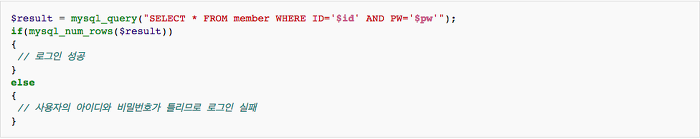 $result = mysql_query("SELECT * FROM member WHERE ID='$id' AND PW='$pw'");
if(mysql_num_rows($result))
{
// 로그인 성공
}
else
{
// 사용자의 아이디와 비밀번호가 틀리므로 로그인 실패
}